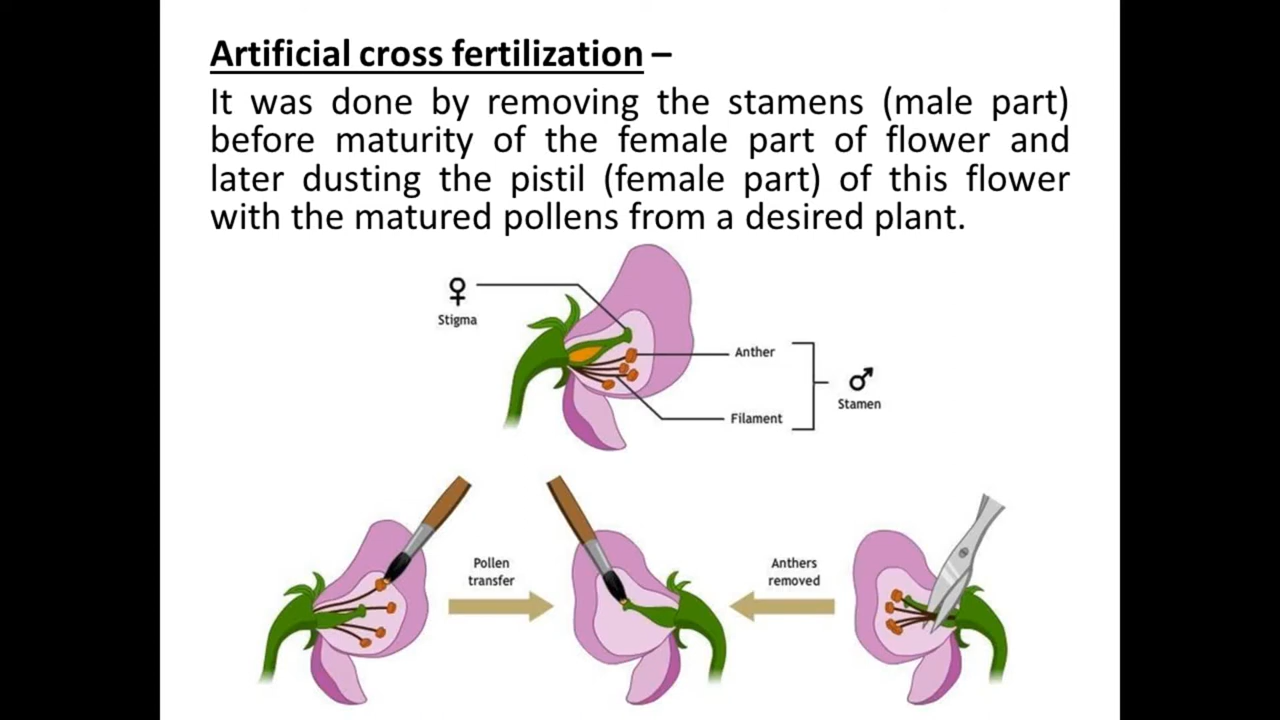 Artificial cross fertilization –
It was done by removing the stamens (male part)
before maturity of the female part of flower and
later dusting the pistil (female part) of this flower
with the matured pollens from a desired plant.
♀
Stigma
Anther
♂
Stamen
Filament
Pollen
transfer
Anthers
removed